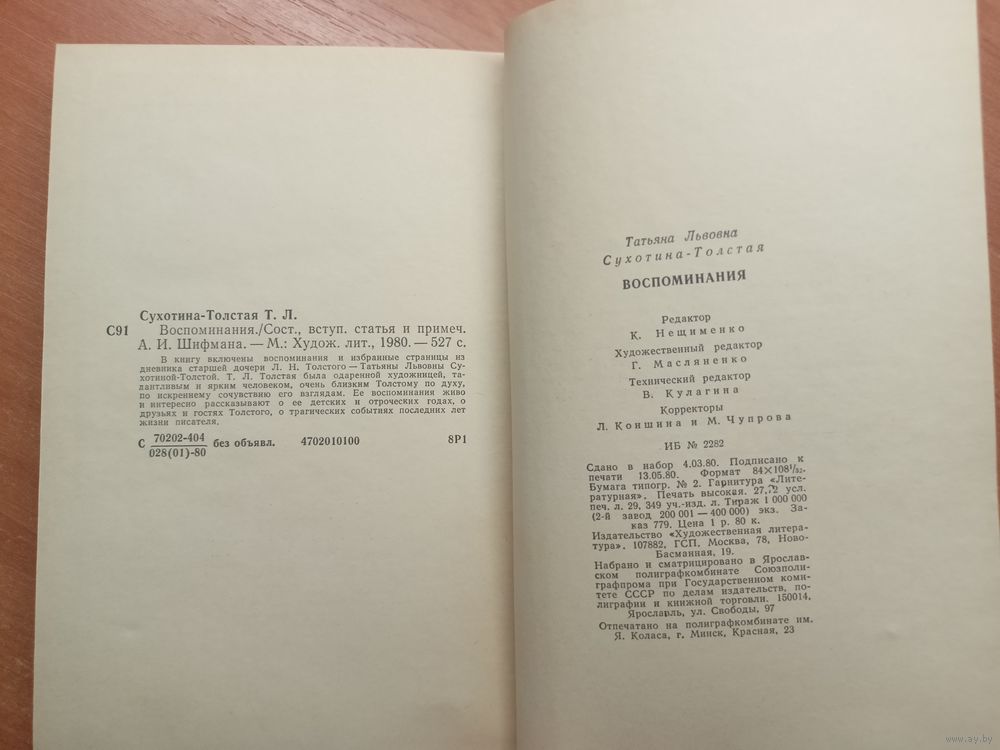 Сухотина-Толстая Т. Л.
С91 Воспоминания./Сост., вступ. статья и примеч.
А. И. Шифмана. — М.: Худож. лит., 1980. — 527 с.
В книгу включены воспоминания и избранные страницы из
дневника старшей дочери Л. Н. Толстого — Татьяны Львовны Су-
хотиной-Толстой. Т. Л. Толстая была одаренной художницей, та-
лантливым и ярким человеком, очень близким Толстому по духу,
по искреннему сочувствию его взглядам. Ее воспоминания живо
и интересно рассказывают о ее детских и отроческих годах, о
друзьях и гостях Толстого, о трагических событиях последних лет
жизни писателя.
С 70202-404 без объявл. 4702010100 8Р1
028(01)-80
Татьяна Львовна
Сухотина-Толстая
ВОСПОМИНАНИЯ
Редактор
К. Нещименко
Художественный редактор
Г. Масляненко
Технический редактор
В. Кулагина
Корректоры
Л. Коншина и М. Чупрова
ИБ № 2282
Сдано в набор 4.03.80. Подписано к
печати 13.05.80. Формат 84×108¹/₃₂.
Бумага типогр. № 2. Гарнитура «Лите-
ратурная». Печать высокая. 27,72 усл.
печ. л. 29, 349 уч.-изд. л. Тираж 1 000 000
(2-й завод 200 001 — 400 000) экз. За-
каз 779. Цена 1 р. 80 к.
Издательство «Художественная литера-
тура», 107882, ГСП, Москва, 78, Ново-
Басманная, 19.
Набрано и сматрицировано в Ярослав-
ском полиграфкомбинате Союзполи-
графпрома при Государственном коми-
тете СССР по делам издательств, по-
лиграфии и книжной торговли. 150014,
Ярославль, ул. Свободы, 97
Отпечатано на полиграфкомбинате им.
Я. Коласа, г. Минск, Красная, 23
www.ay.by